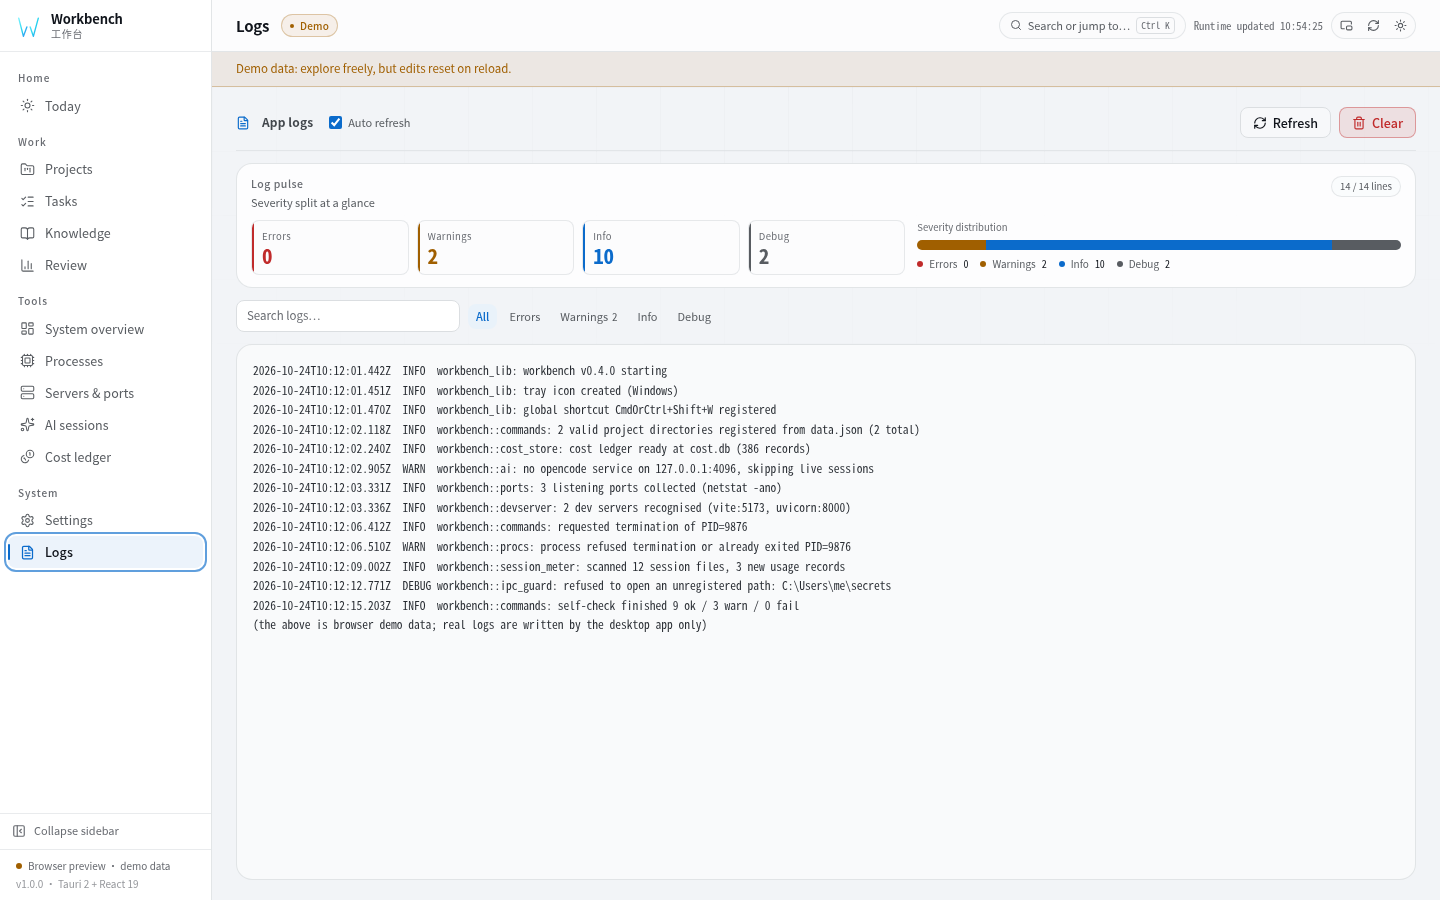 Workbench
工作台
Home
Today
Work
Projects
Tasks
Knowledge
Review
Tools
System overview
Processes
Servers & ports
AI sessions
Cost ledger
System
Settings
Logs
Collapse sidebar
Browser preview • demo data
v1.0.0 • Tauri 2 + React 19
Logs
Demo
Search or jump to… Ctrl K
Runtime updated 10:54:25
Demo data: explore freely, but edits reset on reload.
App logs
Auto refresh
Refresh
Clear
Log pulse
Severity split at a glance
14 / 14 lines
Errors
0
Warnings
2
Info
10
Debug
2
Severity distribution
Errors 0 Warnings 2 Info 10 Debug 2
Search logs…
All Errors Warnings 2 Info Debug
2026-10-24T10:12:01.442Z INFO workbench_lib: workbench v0.4.0 starting
2026-10-24T10:12:01.451Z INFO workbench_lib: tray icon created (Windows)
2026-10-24T10:12:01.470Z INFO workbench_lib: global shortcut CmdOrCtrl+Shift+W registered
2026-10-24T10:12:02.118Z INFO workbench::commands: 2 valid project directories registered from data.json (2 total)
2026-10-24T10:12:02.240Z INFO workbench::cost_store: cost ledger ready at cost.db (386 records)
2026-10-24T10:12:02.905Z WARN workbench::ai: no opencode service on 127.0.0.1:4096, skipping live sessions
2026-10-24T10:12:03.331Z INFO workbench::ports: 3 listening ports collected (netstat -ano)
2026-10-24T10:12:03.336Z INFO workbench::devserver: 2 dev servers recognised (vite:5173, uvicorn:8000)
2026-10-24T10:12:06.412Z INFO workbench::commands: requested termination of PID=9876
2026-10-24T10:12:06.510Z WARN workbench::procs: process refused termination or already exited PID=9876
2026-10-24T10:12:09.002Z INFO workbench::session_meter: scanned 12 session files, 3 new usage records
2026-10-24T10:12:12.771Z DEBUG workbench::ipc_guard: refused to open an unregistered path: C:\Users\me\secrets
2026-10-24T10:12:15.203Z INFO workbench::commands: self-check finished 9 ok / 3 warn / 0 fail
(the above is browser demo data; real logs are written by the desktop app only)